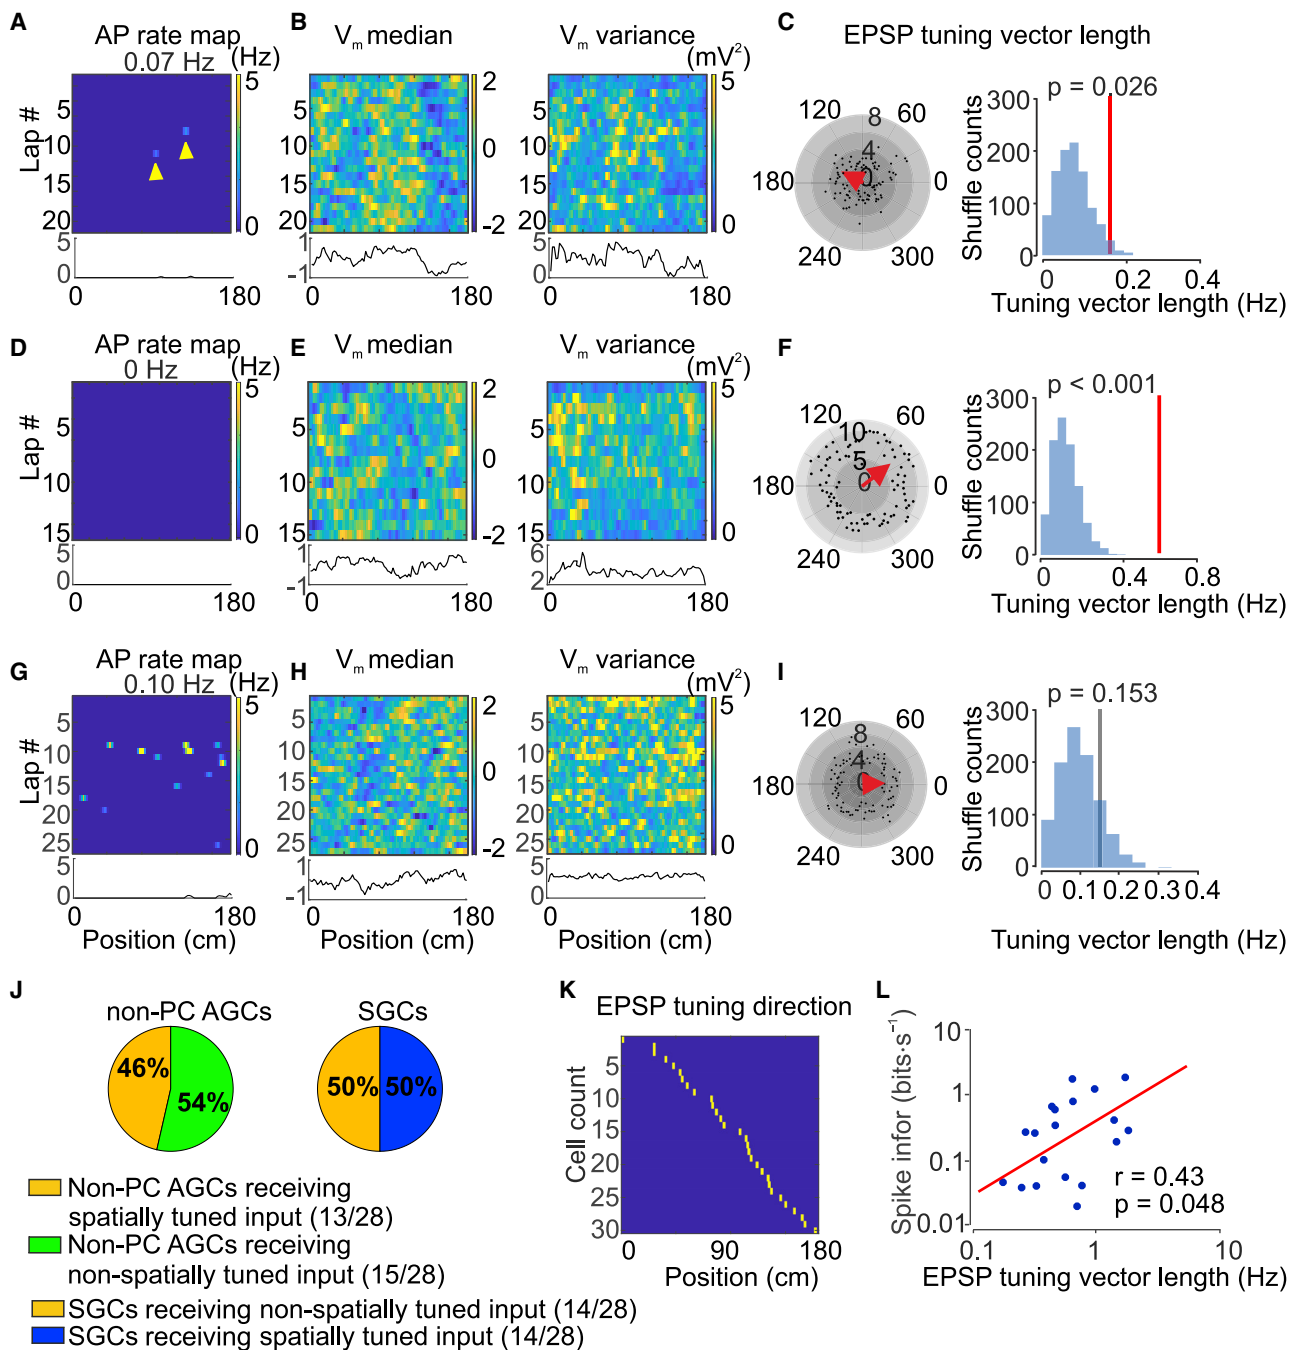 A
AP rate map
0.07 Hz
(Hz)
5
0
Lap #
5
10
15
20
5
0
0
180
B
Vm median
2
0
-2
1
-1
0
180
Vm variance
(mV²)
5
0
5
10
15
20
5
0
0
180
C
EPSP tuning vector length
120
60
180
0
240
300
8
4
0
p = 0.026
Shuffle counts
300
200
100
0
0
0.2
0.4
Tuning vector length (Hz)
D
AP rate map
0 Hz
(Hz)
5
0
Lap #
5
10
15
5
0
0
180
E
Vm median
2
0
-2
5
10
15
1
-1
0
180
Vm variance
(mV²)
5
0
5
10
15
6
2
0
180
F
120
60
180
0
240
300
10
5
0
p < 0.001
Shuffle counts
300
200
100
0
0
0.4
0.8
Tuning vector length (Hz)
G
AP rate map
0.10 Hz
(Hz)
5
0
Lap #
5
10
15
20
25
5
0
0
180
Position (cm)
H
Vm median
2
0
-2
1
-1
0
180
Position (cm)
Vm variance
(mV²)
5
0
5
10
15
20
25
5
0
0
180
Position (cm)
I
120
60
180
0
240
300
8
4
0
p = 0.153
Shuffle counts
300
200
100
0
0
0.1
0.2
0.3
0.4
Tuning vector length (Hz)
J
non-PC AGCs
46%
54%
SGCs
50%
50%
Non-PC AGCs receiving
spatially tuned input (13/28)
Non-PC AGCs receiving
non-spatially tuned input (15/28)
SGCs receiving non-spatially tuned input (14/28)
SGCs receiving spatially tuned input (14/28)
K
EPSP tuning direction
Cell count
5
10
15
20
25
30
0
90
180
Position (cm)
L
Spike infor (bits·s⁻¹)
10
1
0.1
0.01
r = 0.43
p = 0.048
0.1
1
10
EPSP tuning vector length (Hz)